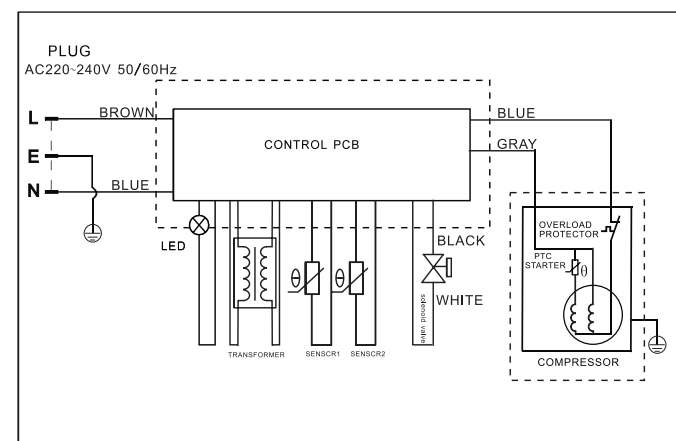 PLUG
AC220~240V 50/60Hz
L
BROWN
BLUE
CONTROL PCB
GRAY
E
N
BLUE
LED
BLACK
WHITE
solenoid valve
OVERLOAD
PROTECTOR
PTC
STARTER
θ
θ
θ
TRANSFORMER
SENSCR1
SENSCR2
COMPRESSOR